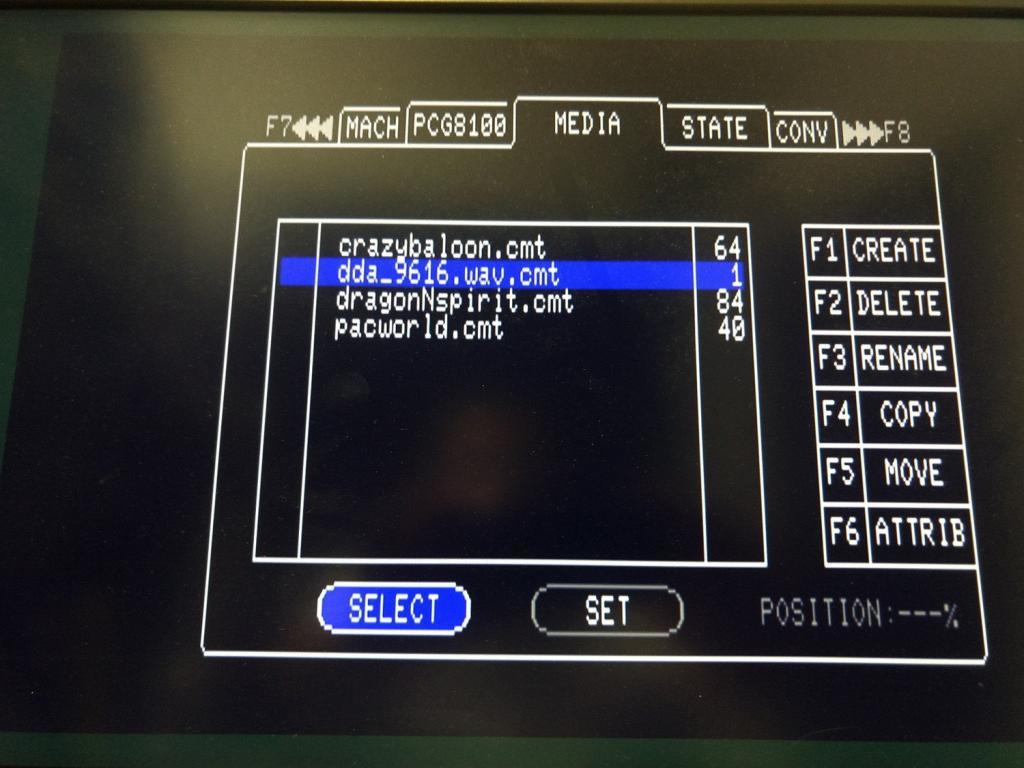 F7 MACH PCG8100 MEDIA STATE CONV F8
crazybaloon.cmt 64
dda_9616.wav.cmt 1
dragonNspirit.cmt 84
pacworld.cmt 40
F1 CREATE
F2 DELETE
F3 RENAME
F4 COPY
F5 MOVE
F6 ATTRIB
SELECT SET POSITION:---%